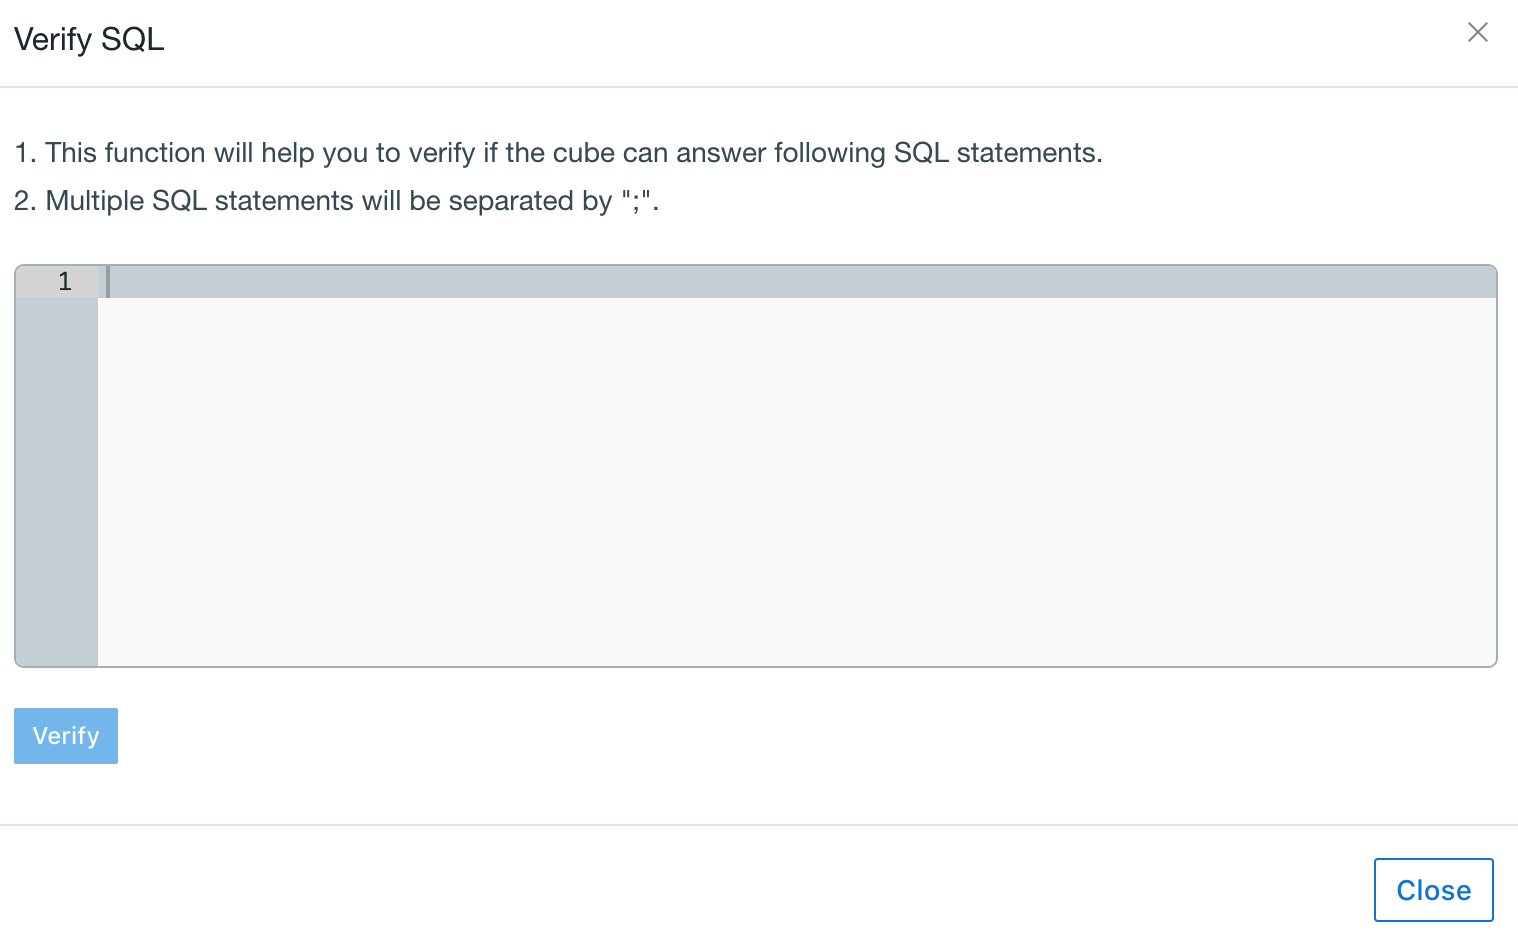 Verify SQL
1. This function will help you to verify if the cube can answer following SQL statements.
2. Multiple SQL statements will be separated by ";".
1
Verify
Close